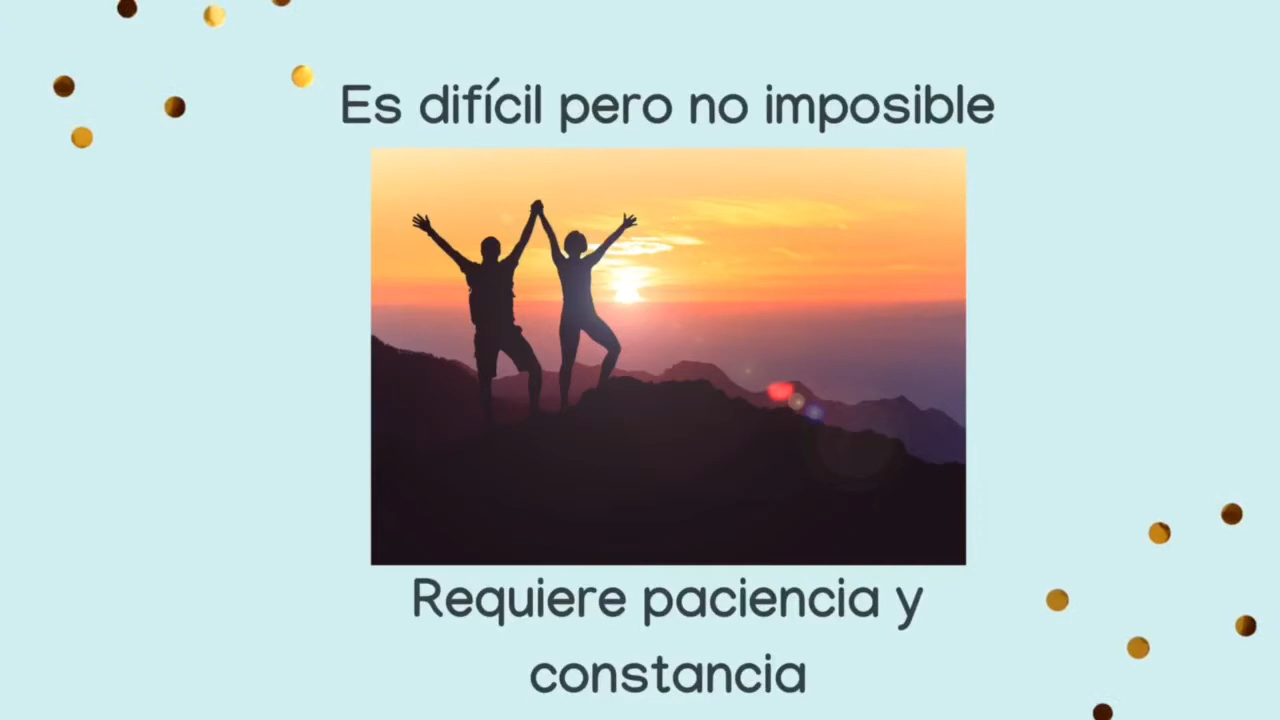 Es difícil pero no imposible
Requiere paciencia y
constancia